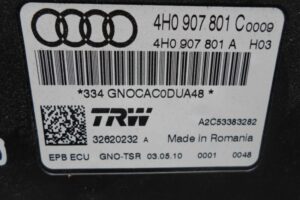 4H0 907 801 C 0009
4H0 907 801 A H03
*334 GNOCAC0DUA48*
TRW
A2C53383282
32620232 A
Made in Romania
EPB ECU GNO-TSR 03.05.10 0001 0048